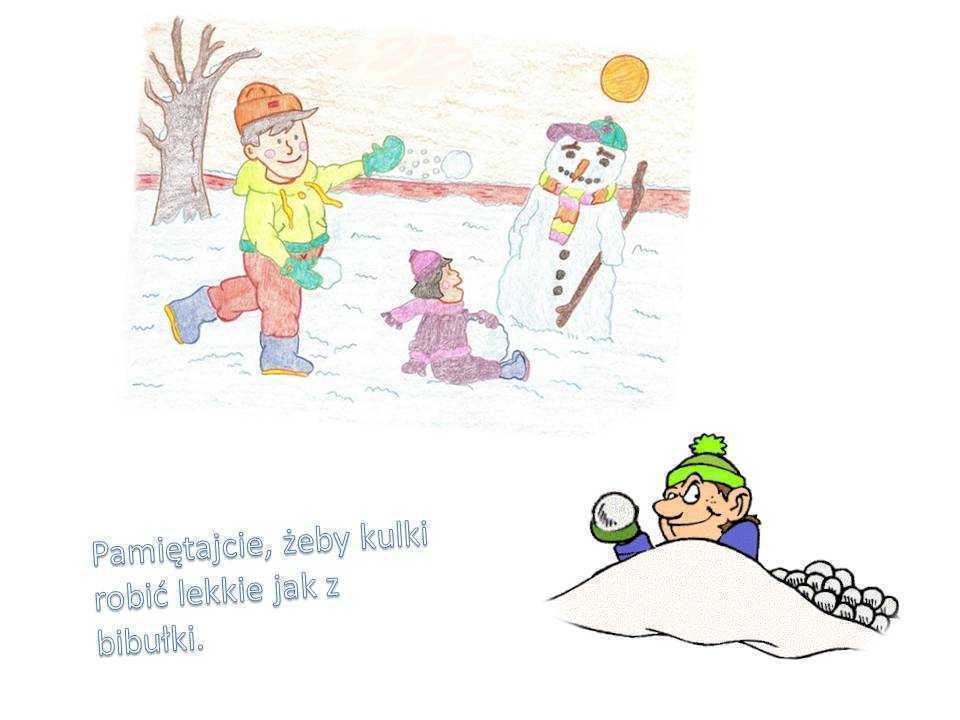 Pamiętajcie, żeby kulki
robić lekkie jak z
bibułki.